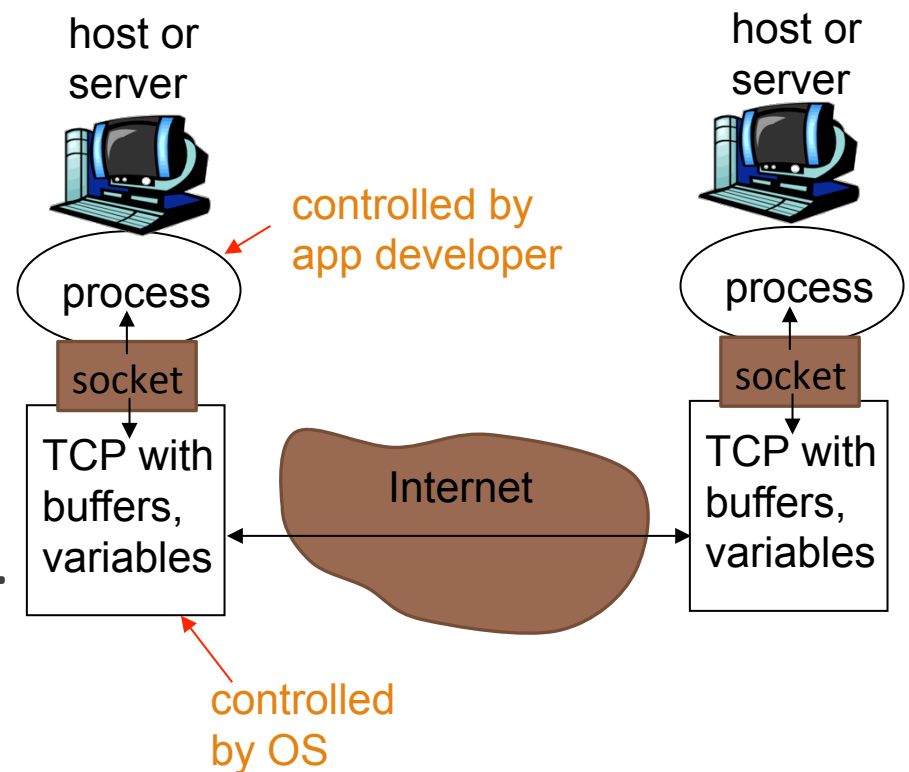 host or
server
host or
server
controlled by
app developer
process
process
socket
socket
TCP with
buffers,
variables
Internet
TCP with
buffers,
variables
controlled
by OS